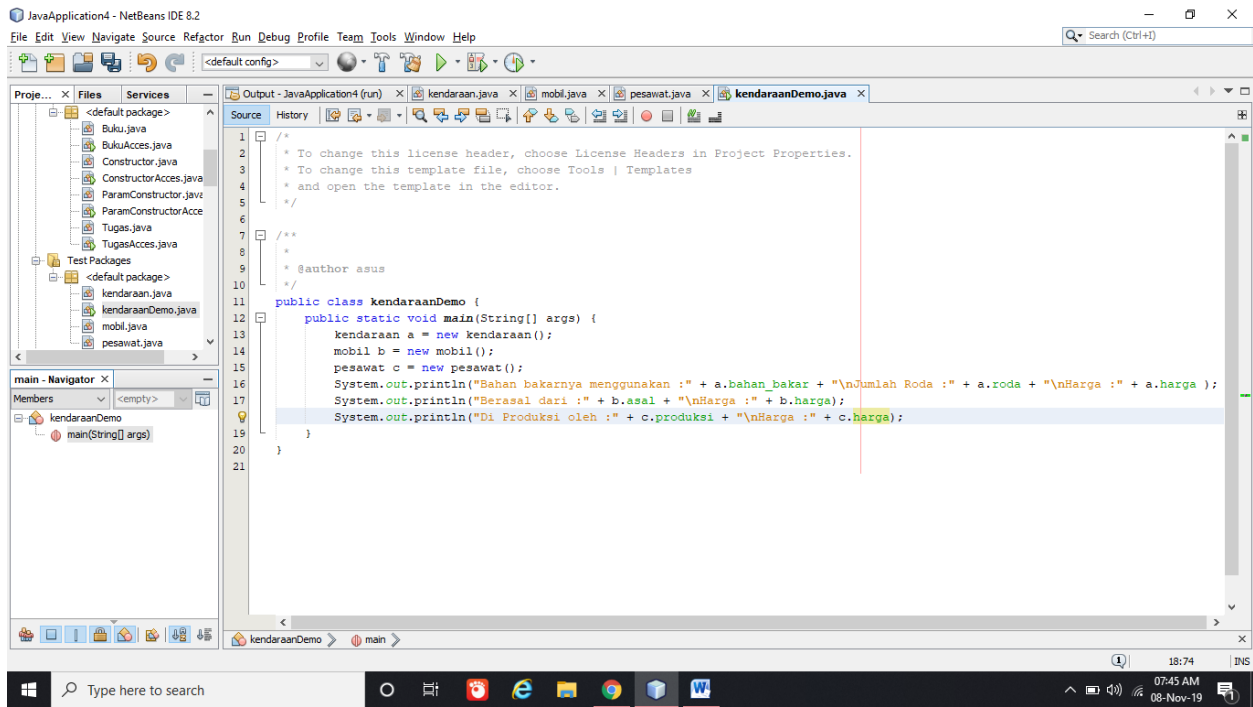 JavaApplication4 - NetBeans IDE 8.2
File Edit View Navigate Source Refactor Run Debug Profile Team Tools Window Help
Search (Ctrl+I)
<default config>
Proje... Files Services
<default package>
Buku.java
BukuAcces.java
Constructor.java
ConstructorAcces.java
ParamConstructor.java
ParamConstructorAcce
Tugas.java
TugasAcces.java
Test Packages
<default package>
kendaraan.java
kendaraanDemo.java
mobil.java
pesawat.java
main - Navigator
Members <empty>
kendaraanDemo
main(String[] args)
Output - JavaApplication4 (run) kendaraan.java mobil.java pesawat.java kendaraanDemo.java
Source History
1 /*
2 * To change this license header, choose License Headers in Project Properties.
3 * To change this template file, choose Tools | Templates
4 * and open the template in the editor.
5 */
6
7 /**
8 *
9 * @author asus
10 */
11 public class kendaraanDemo {
12 public static void main(String[] args) {
13 kendaraan a = new kendaraan();
14 mobil b = new mobil();
15 pesawat c = new pesawat();
16 System.out.println("Bahan bakarnya menggunakan :" + a.bahan_bakar + "\nJumlah Roda :" + a.roda + "\nHarga :" + a.harga );
17 System.out.println("Berasal dari :" + b.asal + "\nHarga :" + b.harga);
System.out.println("Di Produksi oleh :" + c.produksi + "\nHarga :" + c.harga);
19 }
20 }
21
kendaraanDemo main
1 18:74 INS
Type here to search
07:45 AM
08-Nov-19
1